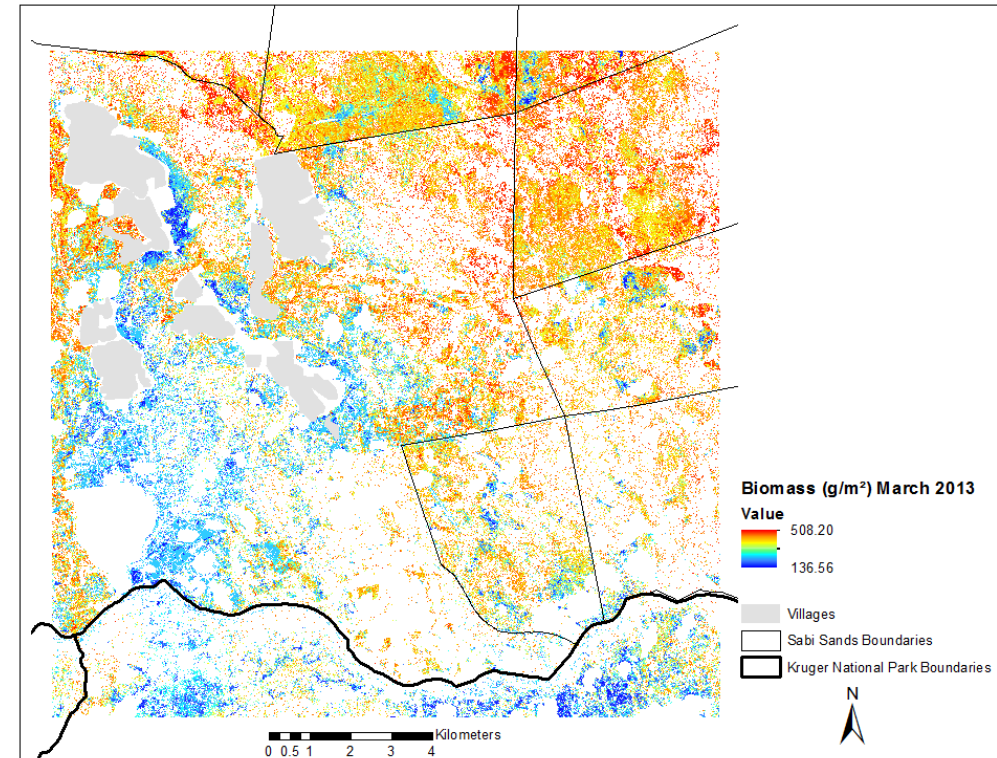 Biomass (g/m²) March 2013
Value
508.20
136.56
Villages
Sabi Sands Boundaries
Kruger National Park Boundaries
N
Kilometers
0 0.5 1 2 3 4